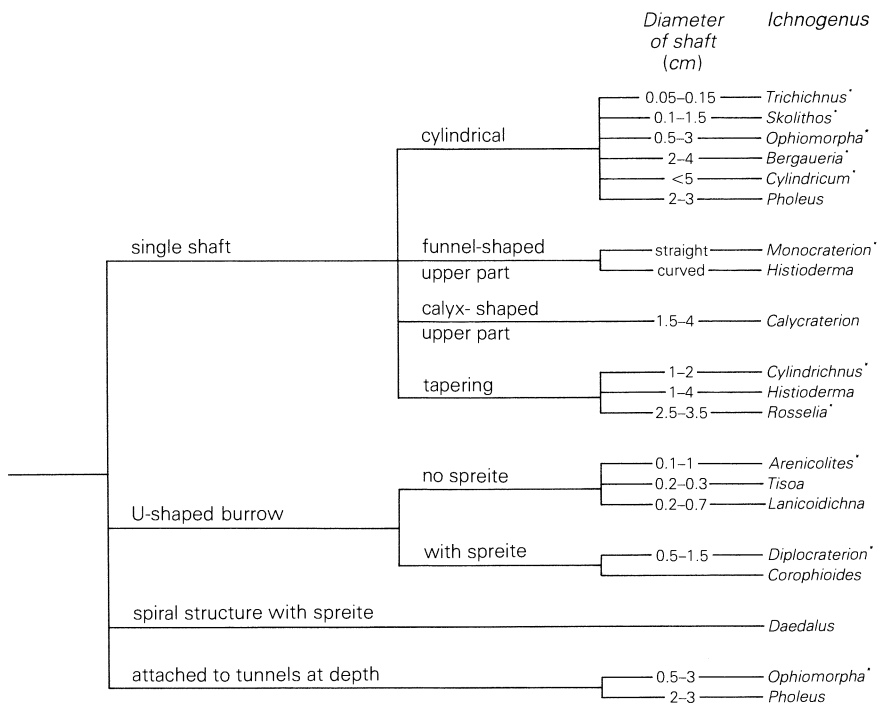 Diameter of shaft (cm) Ichnogenus
0.05–0.15 Trichichnus*
0.1–1.5 Skolithos*
cylindrical 0.5–3 Ophiomorpha*
2–4 Bergaueria*
<5 Cylindricum*
2–3 Pholeus
single shaft
funnel-shaped upper part
straight Monocraterion*
curved Histioderma
calyx- shaped upper part
1.5–4 Calycraterion
tapering
1–2 Cylindrichnus*
1–4 Histioderma
2.5–3.5 Rosselia*
U-shaped burrow
no spreite
0.1–1 Arenicolites*
0.2–0.3 Tisoa
0.2–0.7 Lanicoidichna
with spreite
0.5–1.5 Diplocraterion*
Corophioides
spiral structure with spreite
Daedalus
attached to tunnels at depth
0.5–3 Ophiomorpha*
2–3 Pholeus